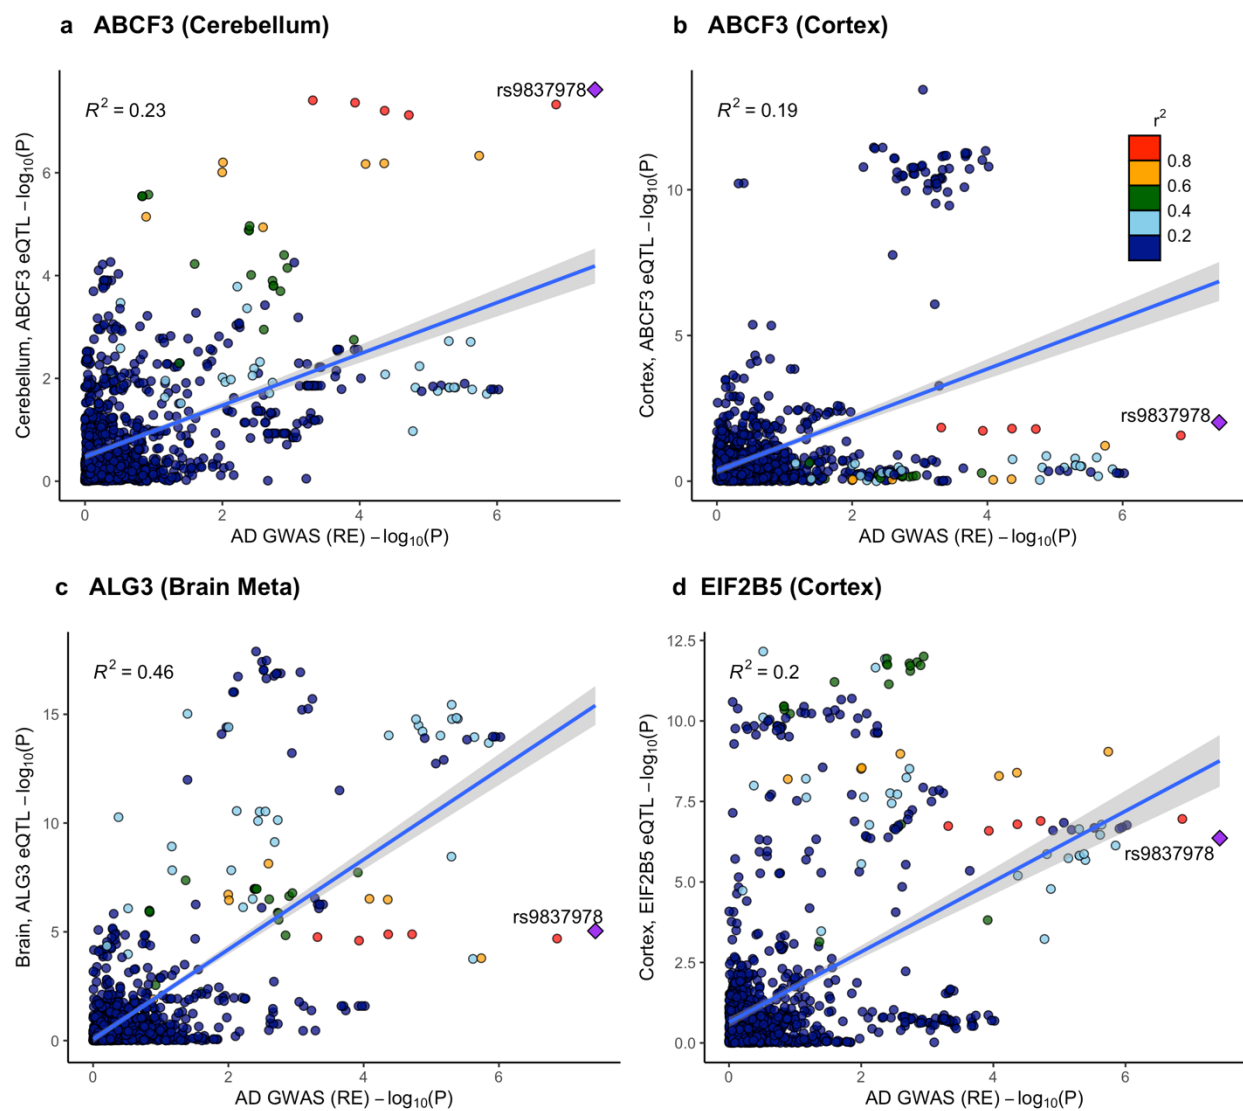 a ABCF3 (Cerebellum)
R² = 0.23
rs9837978
6
4
2
0
0 2 4 6
Cerebellum, ABCF3 eQTL −log₁₀(P)
AD GWAS (RE) −log₁₀(P)
b ABCF3 (Cortex)
R² = 0.19
r²
0.8
0.6
0.4
0.2
rs9837978
10
5
0
0 2 4 6
Cortex, ABCF3 eQTL −log₁₀(P)
AD GWAS (RE) −log₁₀(P)
c ALG3 (Brain Meta)
R² = 0.46
rs9837978
15
10
5
0
0 2 4 6
Brain, ALG3 eQTL −log₁₀(P)
AD GWAS (RE) −log₁₀(P)
d EIF2B5 (Cortex)
R² = 0.2
rs9837978
12.5
10.0
7.5
5.0
2.5
0.0
0 2 4 6
Cortex, EIF2B5 eQTL −log₁₀(P)
AD GWAS (RE) −log₁₀(P)